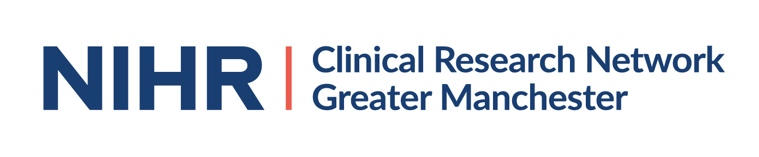 NIHR
Clinical Research Network
Greater Manchester